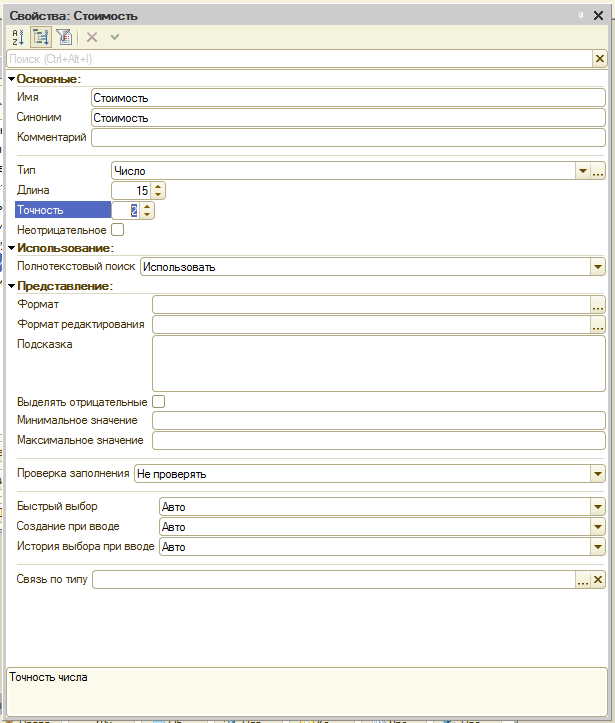 Свойства: Стоимость
Поиск (Ctrl+Alt+I)
Основные:
Имя Стоимость
Синоним Стоимость
Комментарий
Тип Число
Длина 15
Точность 2
Неотрицательное
Использование:
Полнотекстовый поиск Использовать
Представление:
Формат
Формат редактирования
Подсказка
Выделять отрицательные
Минимальное значение
Максимальное значение
Проверка заполнения Не проверять
Быстрый выбор Авто
Создание при вводе Авто
История выбора при вводе Авто
Связь по типу
Точность числа